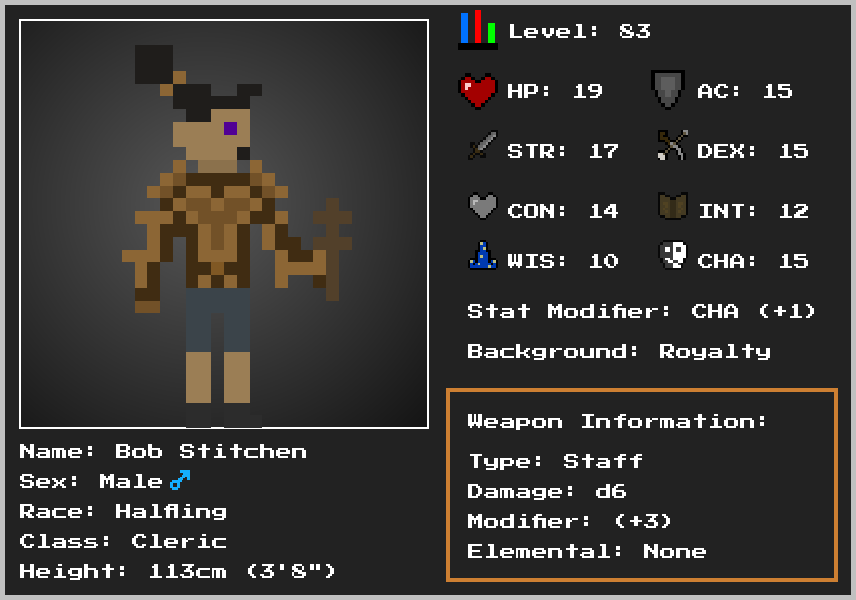 Level: 83
HP: 19 AC: 15
STR: 17 DEX: 15
CON: 14 INT: 12
WIS: 10 CHA: 15
Stat Modifier: CHA (+1)
Background: Royalty
Weapon Information:
Type: Staff
Damage: d6
Modifier: (+3)
Elemental: None
Name: Bob Stitchen
Sex: Male ♂
Race: Halfling
Class: Cleric
Height: 113cm (3'8")